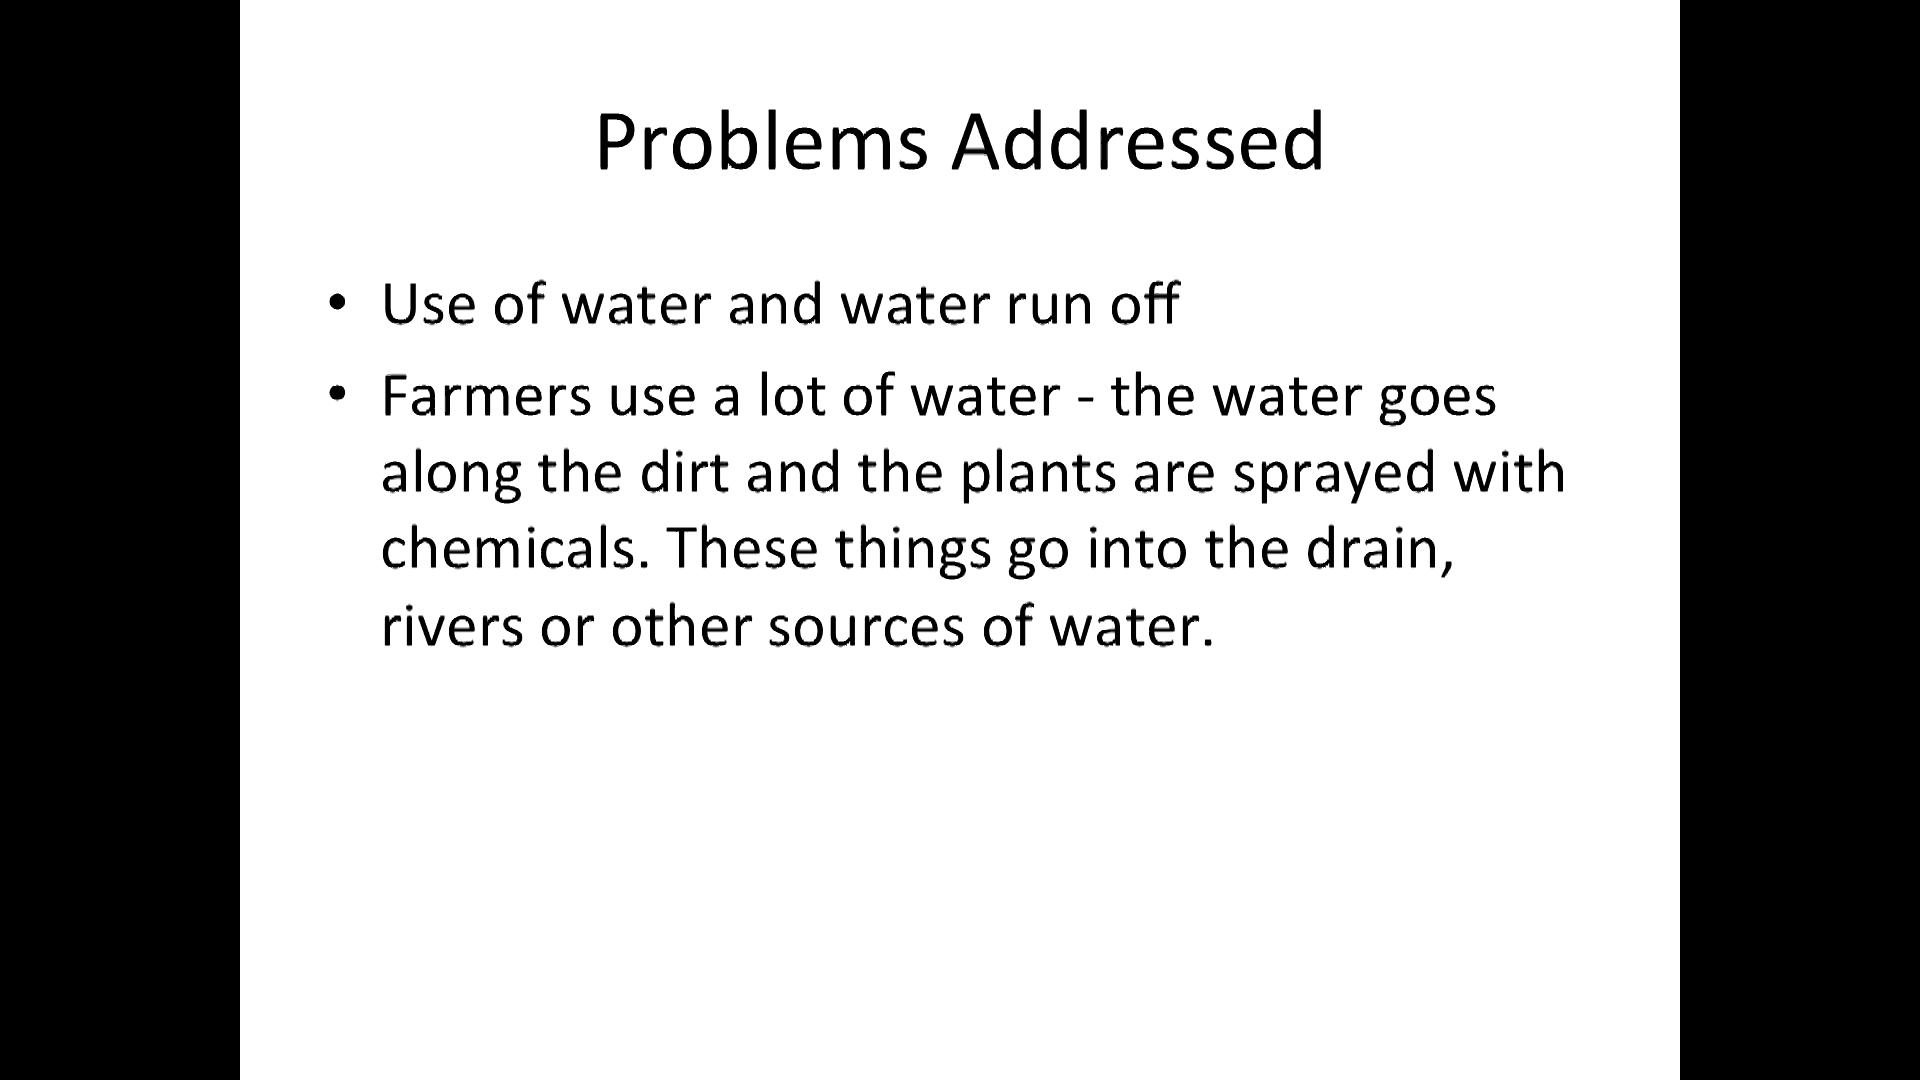 Problems Addressed
• Use of water and water run off
• Farmers use a lot of water - the water goes
along the dirt and the plants are sprayed with
chemicals. These things go into the drain,
rivers or other sources of water.